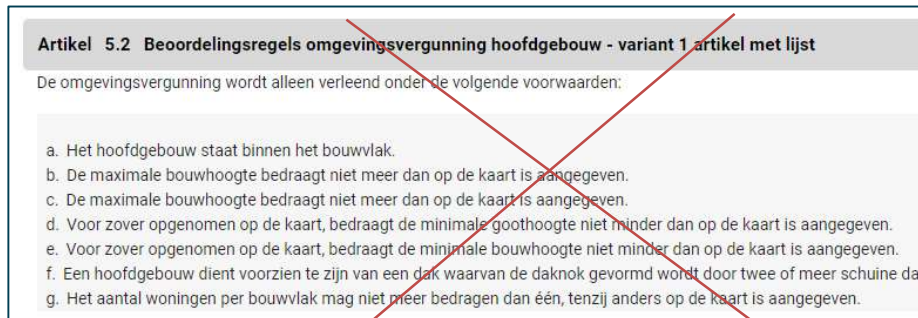 Artikel 5.2 Beoordelingsregels omgevingsvergunning hoofdgebouw - variant 1 artikel met lijst
De omgevingsvergunning wordt alleen verleend onder de volgende voorwaarden:
a. Het hoofdgebouw staat binnen het bouwvlak.
b. De maximale bouwhoogte bedraagt niet meer dan op de kaart is aangegeven.
c. De maximale bouwhoogte bedraagt niet meer dan op de kaart is aangegeven.
d. Voor zover opgenomen op de kaart, bedraagt de minimale goothoogte niet minder dan op de kaart is aangegeven.
e. Voor zover opgenomen op de kaart, bedraagt de minimale bouwhoogte niet minder dan op de kaart is aangegeven.
f. Een hoofdgebouw dient voorzien te zijn van een dak waarvan de daknok gevormd wordt door twee of meer schuine da
g. Het aantal woningen per bouwvlak mag niet meer bedragen dan één, tenzij anders op de kaart is aangegeven.